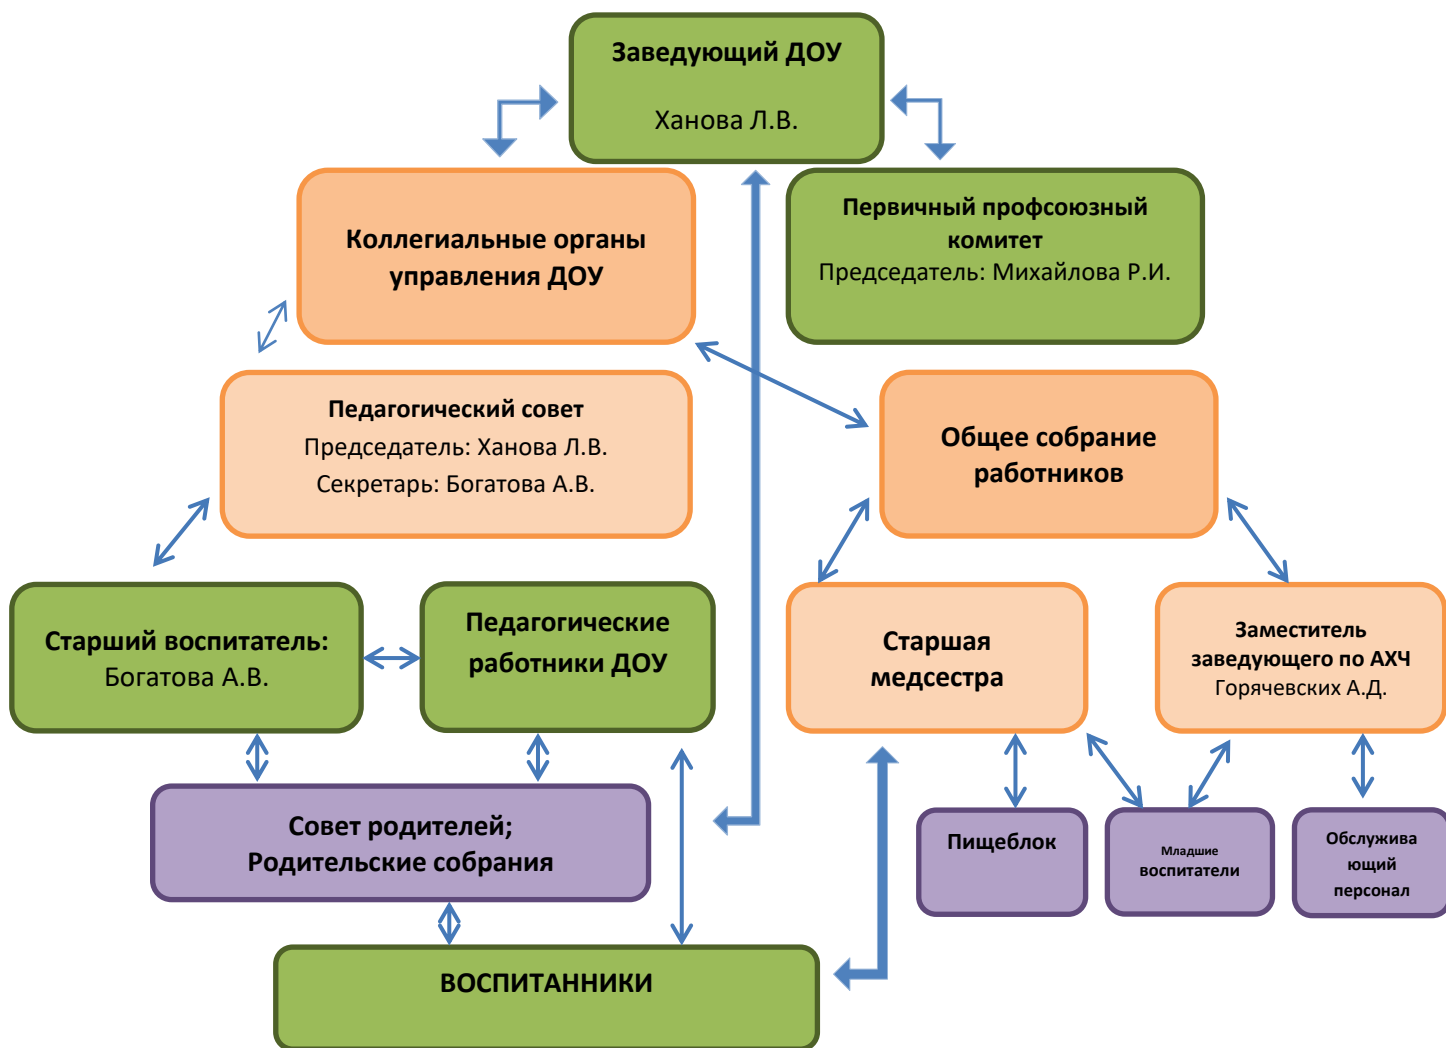 Заведующий ДОУ
Ханова Л.В.
Коллегиальные органы
управления ДОУ
Первичный профсоюзный
комитет
Председатель: Михайлова Р.И.
Педагогический совет
Председатель: Ханова Л.В.
Секретарь: Богатова А.В.
Общее собрание
работников
Старший воспитатель:
Богатова А.В.
Педагогические
работники ДОУ
Старшая
медсестра
Заместитель
заведующего по АХЧ
Горячевских А.Д.
Совет родителей;
Родительские собрания
Пищеблок
Младшие
воспитатели
Обслужива
ющий
персонал
ВОСПИТАННИКИ